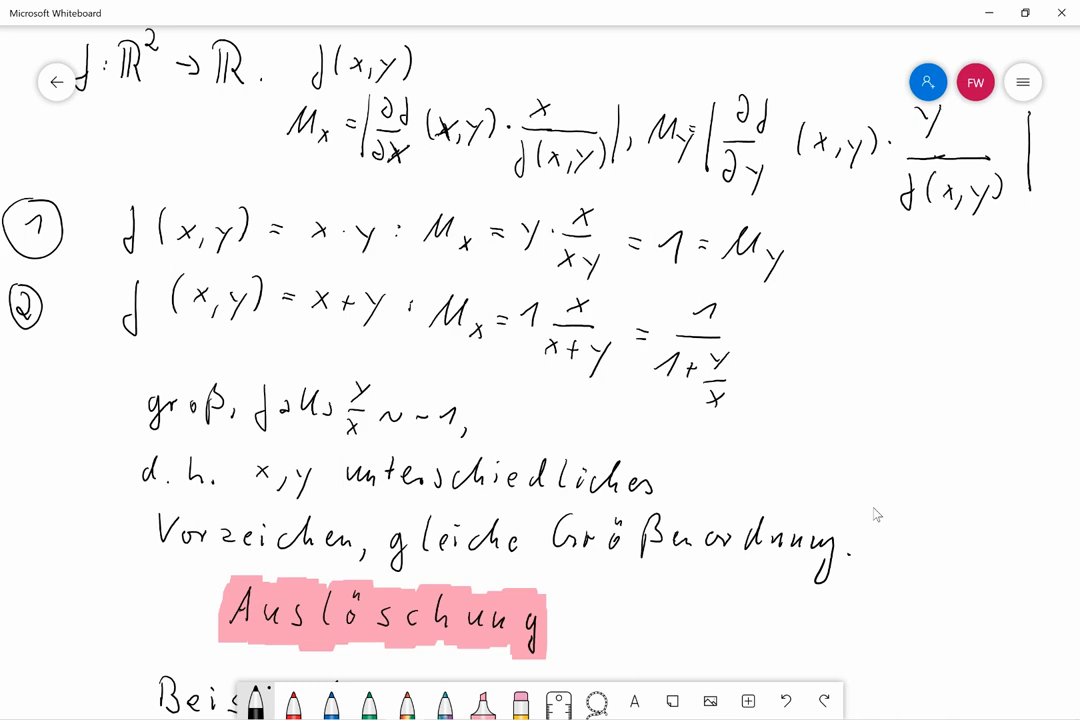 Microsoft Whiteboard
f : ℝ² → ℝ. f(x,y)
FW
M_x = |∂f/∂x (x,y) · x/f(x,y)|, M_y = |∂f/∂y (x,y) · y/f(x,y)|
① f(x,y) = x · y : M_x = y · x/xy = 1 = M_y
② f(x,y) = x + y : M_x = 1 x/x+y = 1/1+y/x
groß, falls y/x ~ -1,
d.h. x,y unterschiedliches
Vorzeichen, gleiche Größenordnung.
Auslöschung
A